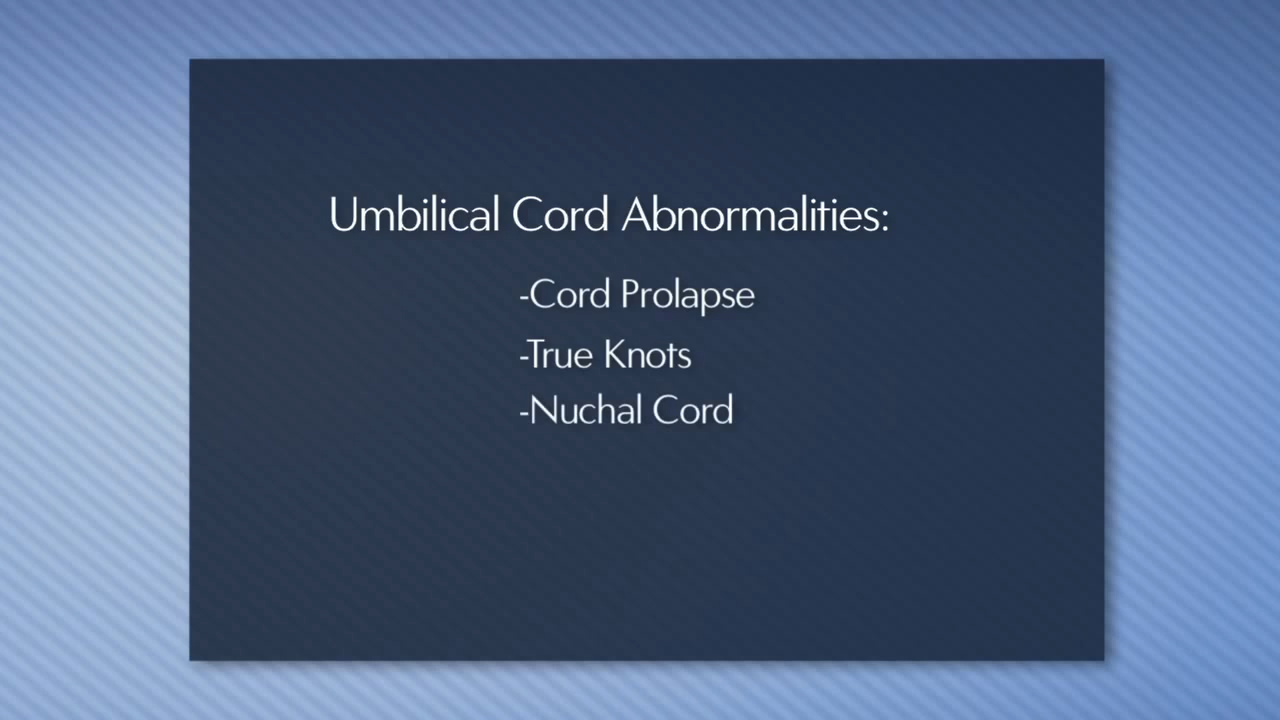 Umbilical Cord Abnormalities:
-Cord Prolapse
-True Knots
-Nuchal Cord